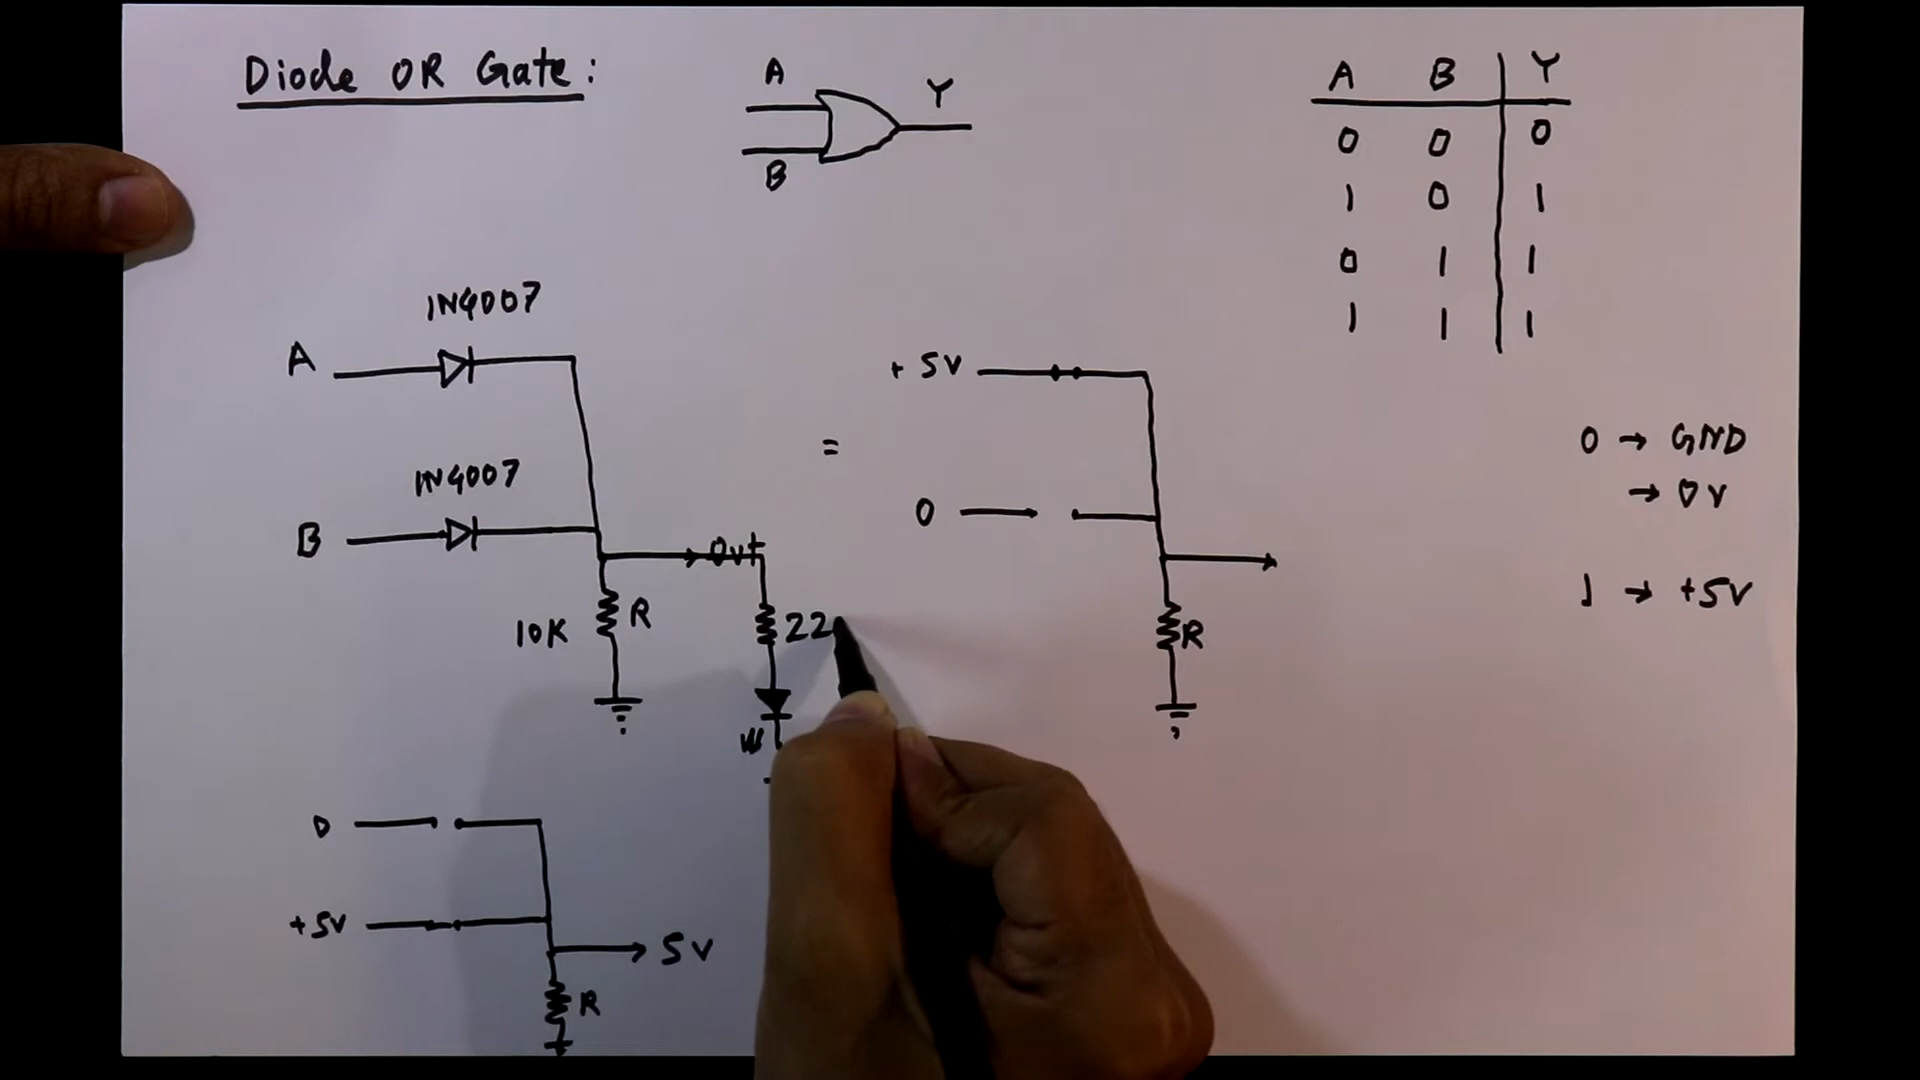 Diode OR Gate:
A
Y
B
A B Y
0 0 0
1 0 1
0 1 1
1 1 1
1N4007
A
1N4007
B
Out
10K R
22
+5V
=
0
R
0 → GND
→ 0V
1 → +5V
0
+5V
5V
R